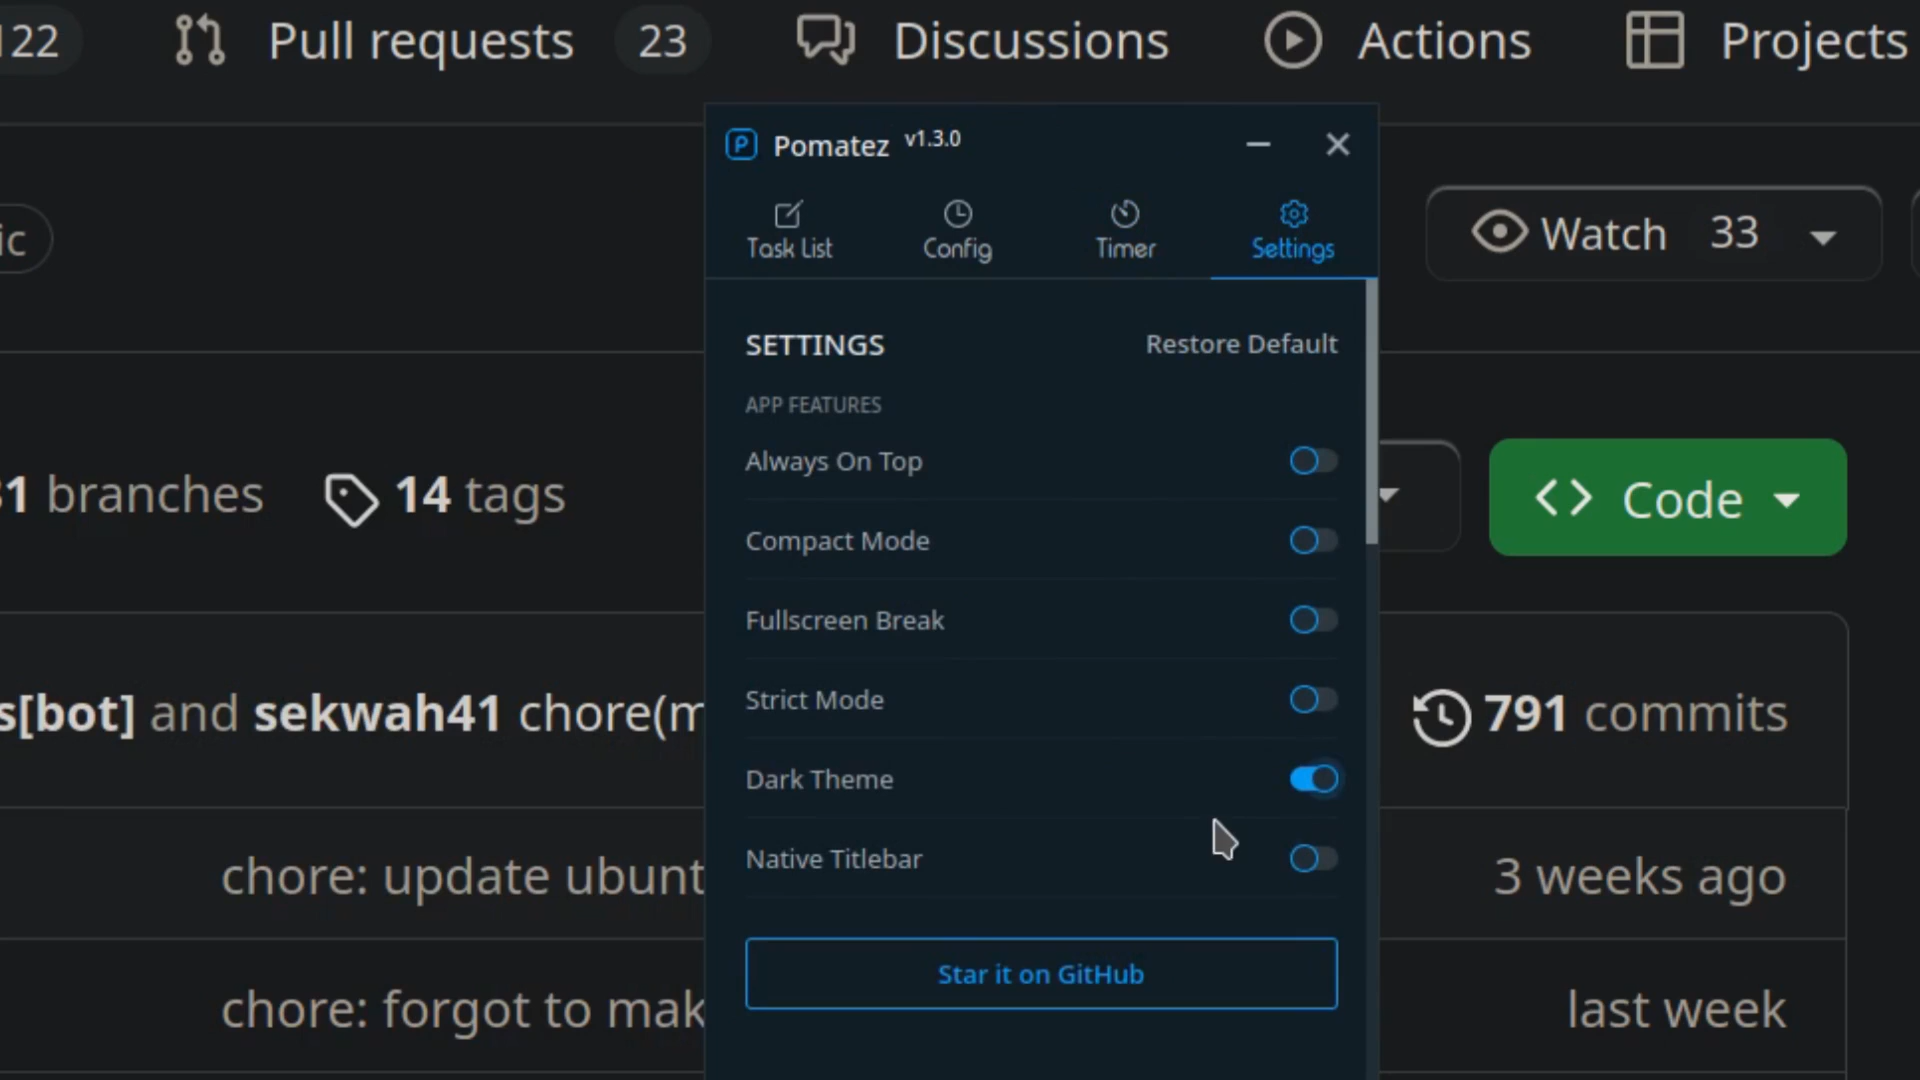 122 Pull requests 23 Discussions Actions Projects
Pomatez v1.3.0
Task List Config Timer Settings
ic Watch 33
SETTINGS Restore Default
APP FEATURES
Always On Top
31 branches 14 tags Code
Compact Mode
Fullscreen Break
Strict Mode
s[bot] and sekwah41 chore(m 791 commits
Dark Theme
Native Titlebar
chore: update ubunt 3 weeks ago
Star it on GitHub
chore: forgot to mak last week